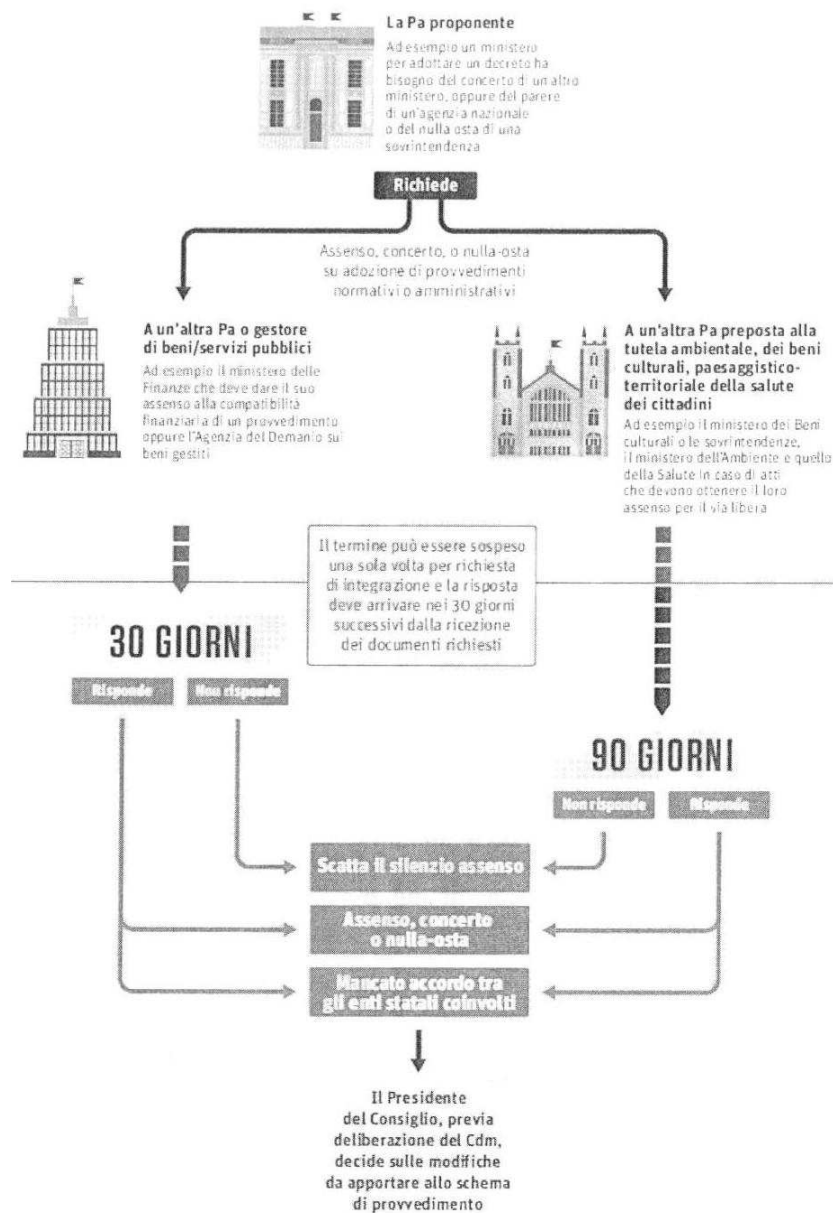 La Pa proponente
Ad esempio un ministero
per adottare un decreto ha
bisogno del concerto di un altro
ministero, oppure del parere
di un'agenzia nazionale
o del nulla osta di una
sovrintendenza
Richiede
Assenso, concerto, o nulla-osta
su adozione di provvedimenti
normativi o amministrativi
A un'altra Pa o gestore
di beni/servizi pubblici
Ad esempio il ministero delle
Finanze che deve dare il suo
assenso alla compatibilità
finanziaria di un provvedimento
oppure l'Agenzia del Demanio sui
beni gestiti
A un'altra Pa preposta alla
tutela ambientale, dei beni
culturali, paesaggistico-
territoriale della salute
dei cittadini
Ad esempio il ministero dei Beni
culturali o le sovrintendenze,
il ministero dell'Ambiente e quello
della Salute in caso di atti
che devono ottenere il loro
assenso per il via libera
Il termine può essere sospeso
una sola volta per richiesta
di integrazione e la risposta
deve arrivare nei 30 giorni
successivi dalla ricezione
dei documenti richiesti
30 GIORNI
Risponde
Non risponde
90 GIORNI
Non risponde
Risponde
Scatta il silenzio assenso
Assenso, concerto
o nulla-osta
Mancato accordo tra
gli enti statali coinvolti
Il Presidente
del Consiglio, previa
deliberazione del Cdm,
decide sulle modifiche
da apportare allo schema
di provvedimento